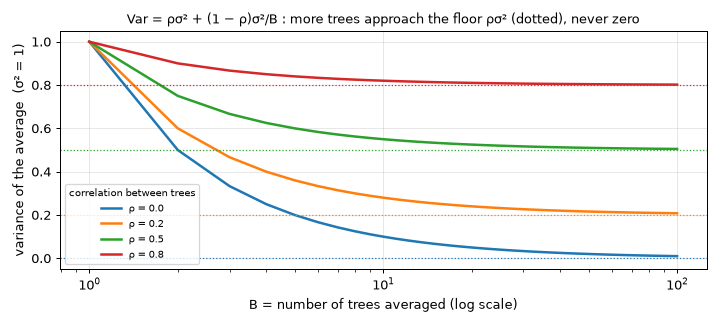 Var = ρσ² + (1 − ρ)σ²/B : more trees approach the floor ρσ² (dotted), never zero
variance of the average  (σ² = 1)
1.0
0.8
0.6
0.4
0.2
0.0
correlation between trees
ρ = 0.0
ρ = 0.2
ρ = 0.5
ρ = 0.8
10⁰
10¹
10²
B = number of trees averaged (log scale)